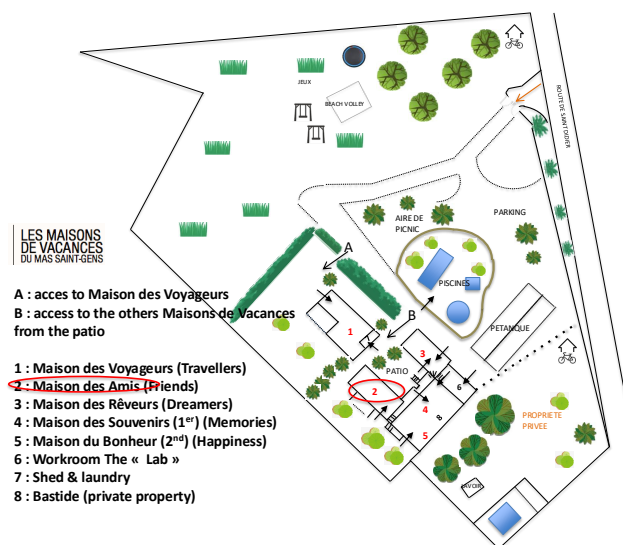 ROUTE DE SAINT DIDIER
JEUX
BEACH VOLLEY
AIRE DE
PICNIC
PARKING
LES MAISONS
DE VACANCES
DU MAS SAINT-GENS
A
PISCINES
A : acces to Maison des Voyageurs
B : access to the others Maisons de Vacances
from the patio
B
PETANQUE
1
1 : Maison des Voyageurs (Travellers)
2 : Maison des Amis (Friends)
3 : Maison des Rêveurs (Dreamers)
4 : Maison des Souvenirs (1er) (Memories)
5 : Maison du Bonheur (2nd) (Happiness)
6 : Workroom The « Lab »
7 : Shed & laundry
8 : Bastide (private property)
3
PATIO
2
6
4
8
5
PROPRIETE
PRIVEE